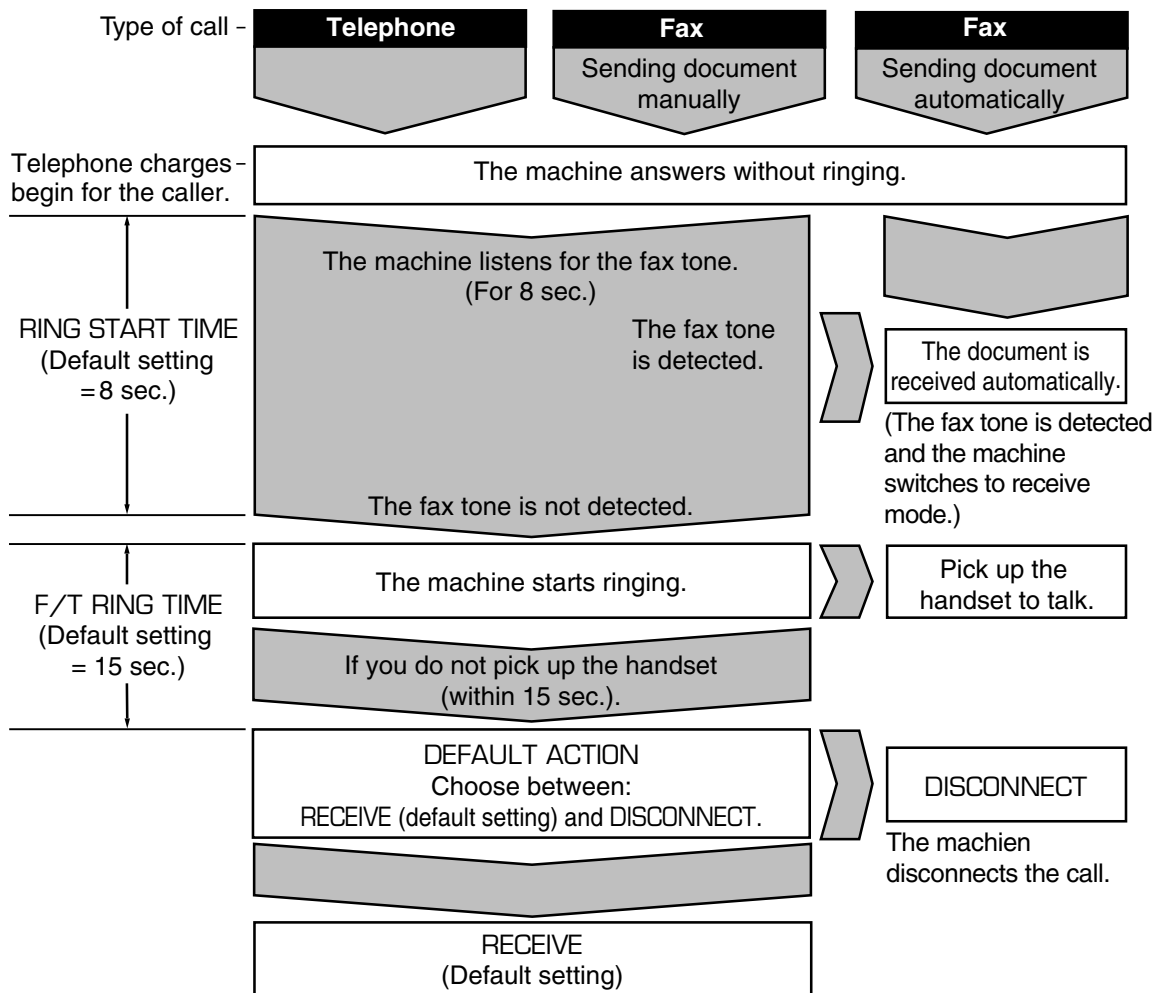 Type of call -
Telephone
Fax
Fax
Sending document
manually
Sending document
automatically
Telephone charges -
begin for the caller.
The machine answers without ringing.
RING START TIME
(Default setting
=8 sec.)
The machine listens for the fax tone.
(For 8 sec.)
The fax tone
is detected.
The fax tone is not detected.
The document is
received automatically.
(The fax tone is detected
and the machine
switches to receive
mode.)
F/T RING TIME
(Default setting
= 15 sec.)
The machine starts ringing.
Pick up the
handset to talk.
If you do not pick up the handset
(within 15 sec.).
DEFAULT ACTION
Choose between:
RECEIVE (default setting) and DISCONNECT.
DISCONNECT
The machien
disconnects the call.
RECEIVE
(Default setting)